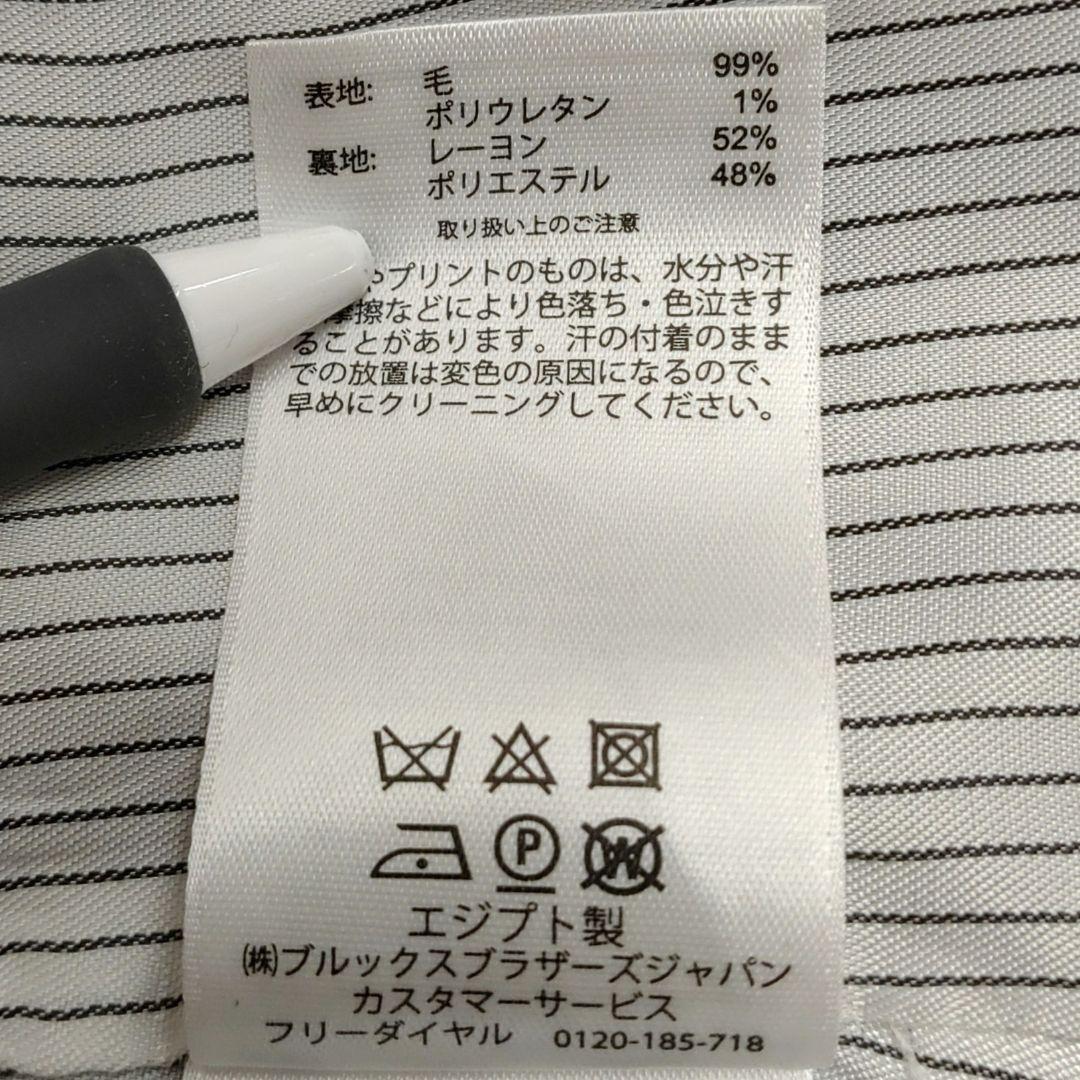 表地: 毛 99%
ポリウレタン 1%
裏地: レーヨン 52%
ポリエステル 48%
取り扱い上のご注意
やプリントのものは、水分や汗
摩擦などにより色落ち・色泣きす
ることがあります。汗の付着のまま
での放置は変色の原因になるので、
早めにクリーニングしてください。
P
W
エジプト製
㈱ブルックスブラザーズジャパン
カスタマーサービス
フリーダイヤル 0120-185-718